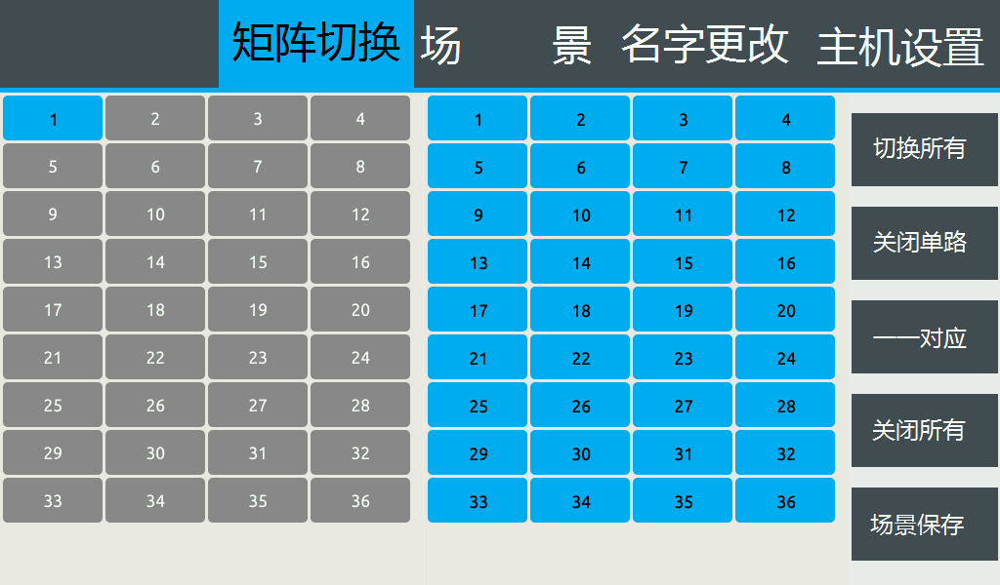 矩阵切换 场 景 名字更改 主机设置
1 2 3 4 1 2 3 4
5 6 7 8 5 6 7 8
9 10 11 12 9 10 11 12
13 14 15 16 13 14 15 16
17 18 19 20 17 18 19 20
21 22 23 24 21 22 23 24
25 26 27 28 25 26 27 28
29 30 31 32 29 30 31 32
33 34 35 36 33 34 35 36
切换所有
关闭单路
一一对应
关闭所有
场景保存